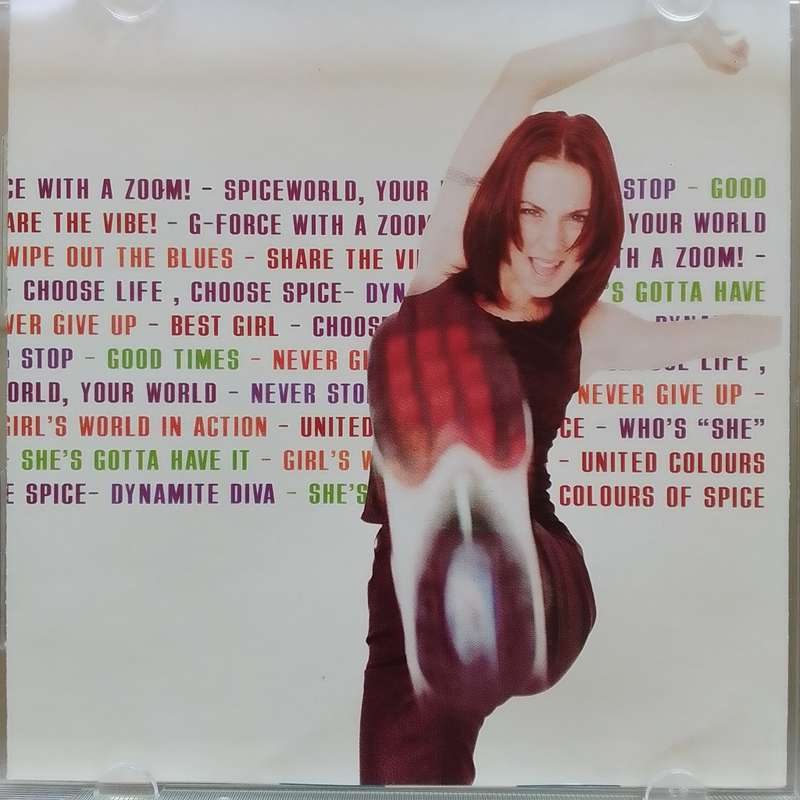 CE WITH A ZOOM! - SPICEWORLD, YOUR STOP - GOOD
ARE THE VIBE! - G-FORCE WITH A ZOOM YOUR WORLD
WIPE OUT THE BLUES - SHARE THE VI TH A ZOOM! -
- CHOOSE LIFE , CHOOSE SPICE- DYN 'S GOTTA HAVE
VER GIVE UP - BEST GIRL - CHOOS
STOP - GOOD TIMES - NEVER GI LIFE ,
ORLD, YOUR WORLD - NEVER STO NEVER GIVE UP -
GIRL'S WORLD IN ACTION - UNITED CE - WHO'S “SHE”
- SHE'S GOTTA HAVE IT - GIRL'S W - UNITED COLOURS
E SPICE- DYNAMITE DIVA - SHE'S COLOURS OF SPICE